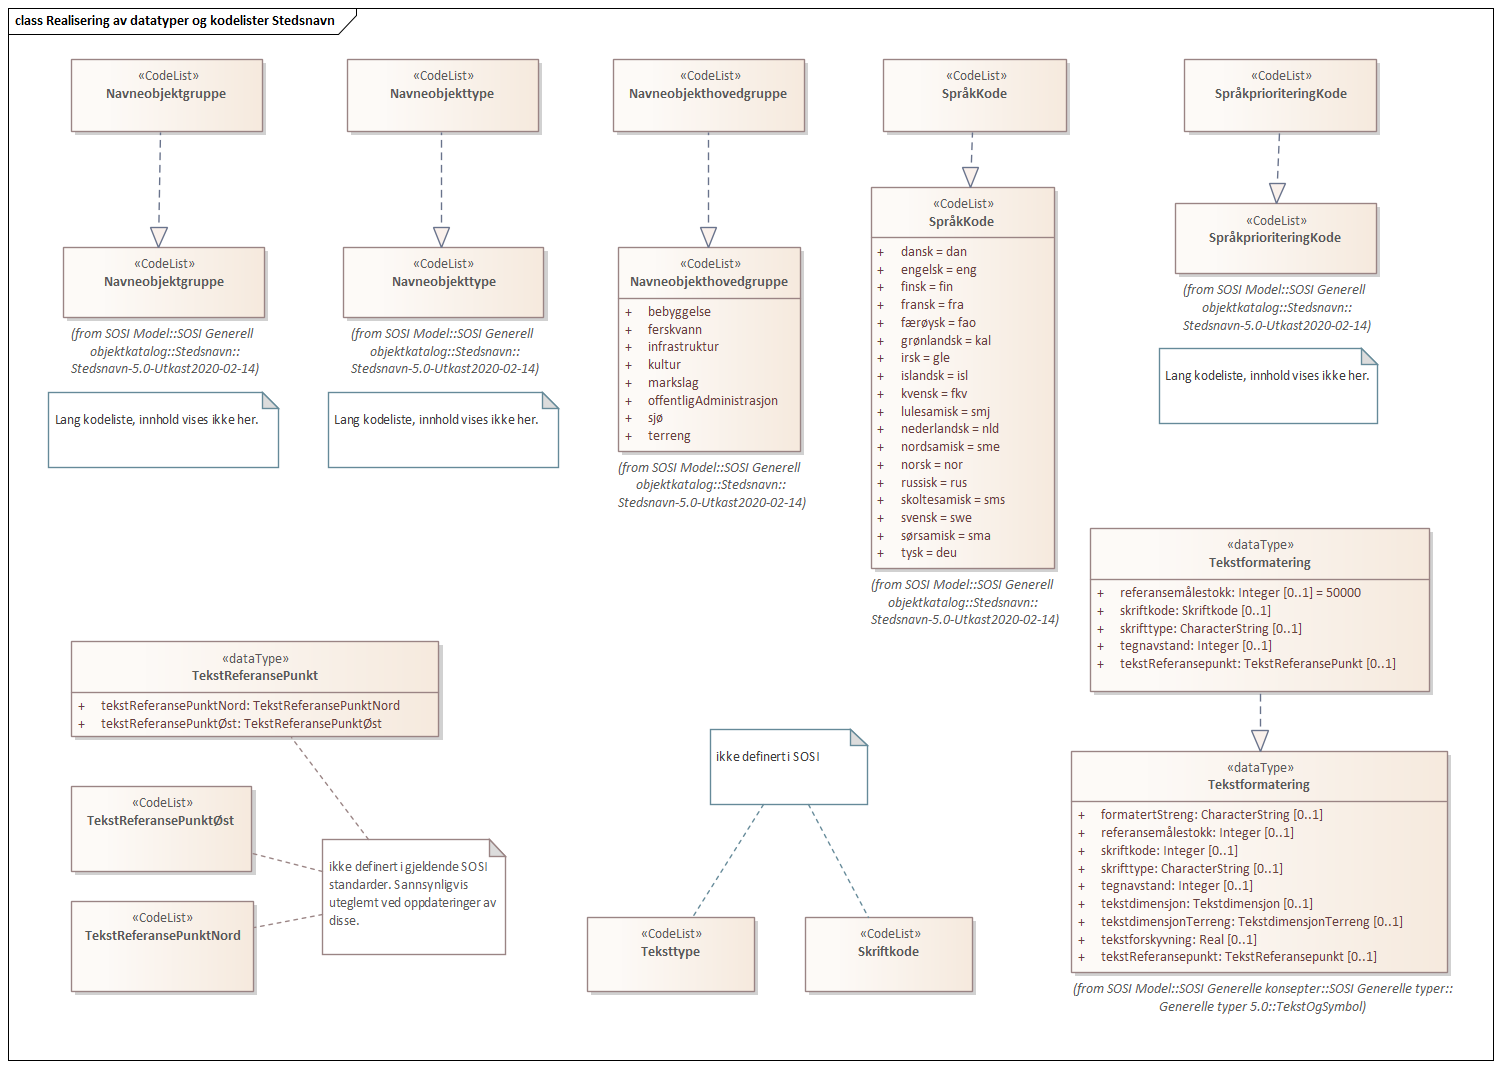 class Realisering av datatyper og kodelister Stedsnavn
«CodeList»
Navneobjektgruppe
«CodeList»
Navneobjekttype
«CodeList»
Navneobjekthovedgruppe
«CodeList»
SpråkKode
«CodeList»
SpråkprioriteringKode
«CodeList»
Navneobjektgruppe
(from SOSI Model::SOSI Generell
objektkatalog::Stedsnavn::
Stedsnavn-5.0-Utkast2020-02-14)
Lang kodeliste, innhold vises ikke her.
«CodeList»
Navneobjekttype
(from SOSI Model::SOSI Generell
objektkatalog::Stedsnavn::
Stedsnavn-5.0-Utkast2020-02-14)
Lang kodeliste, innhold vises ikke her.
«CodeList»
Navneobjekthovedgruppe
+ bebyggelse
+ ferskvann
+ infrastruktur
+ kultur
+ markslag
+ offentligAdministrasjon
+ sjø
+ terreng
(from SOSI Model::SOSI Generell
objektkatalog::Stedsnavn::
Stedsnavn-5.0-Utkast2020-02-14)
«CodeList»
SpråkKode
+ dansk = dan
+ engelsk = eng
+ finsk = fin
+ fransk = fra
+ færøysk = fao
+ grønlandsk = kal
+ irsk = gle
+ islandsk = isl
+ kvensk = fkv
+ lulesamisk = smj
+ nederlandsk = nld
+ nordsamisk = sme
+ norsk = nor
+ russisk = rus
+ skoltesamisk = sms
+ svensk = swe
+ sørsamisk = sma
+ tysk = deu
(from SOSI Model::SOSI Generell
objektkatalog::Stedsnavn::
Stedsnavn-5.0-Utkast2020-02-14)
«CodeList»
SpråkprioriteringKode
(from SOSI Model::SOSI Generell
objektkatalog::Stedsnavn::
Stedsnavn-5.0-Utkast2020-02-14)
Lang kodeliste, innhold vises ikke her.
«dataType»
Tekstformatering
+ referansemålestokk: Integer [0..1] = 50000
+ skriftkode: Skriftkode [0..1]
+ skrifttype: CharacterString [0..1]
+ tegnavstand: Integer [0..1]
+ tekstReferansepunkt: TekstReferansePunkt [0..1]
«dataType»
TekstReferansePunkt
+ tekstReferansePunktNord: TekstReferansePunktNord
+ tekstReferansePunktØst: TekstReferansePunktØst
«CodeList»
TekstReferansePunktØst
«CodeList»
TekstReferansePunktNord
ikke definert i gjeldende SOSI
standarder. Sannsynligvis
uteglemt ved oppdateringer av
disse.
ikke definert i SOSI
«CodeList»
Teksttype
«CodeList»
Skriftkode
«dataType»
Tekstformatering
+ formatertStreng: CharacterString [0..1]
+ referansemålestokk: Integer [0..1]
+ skriftkode: Integer [0..1]
+ skrifttype: CharacterString [0..1]
+ tegnavstand: Integer [0..1]
+ tekstdimensjon: Tekstdimensjon [0..1]
+ tekstdimensjonTerreng: TekstdimensjonTerreng [0..1]
+ tekstforskyvning: Real [0..1]
+ tekstReferansepunkt: TekstReferansepunkt [0..1]
(from SOSI Model::SOSI Generelle konsepter::SOSI Generelle typer::
Generelle typer 5.0::TekstOgSymbol)